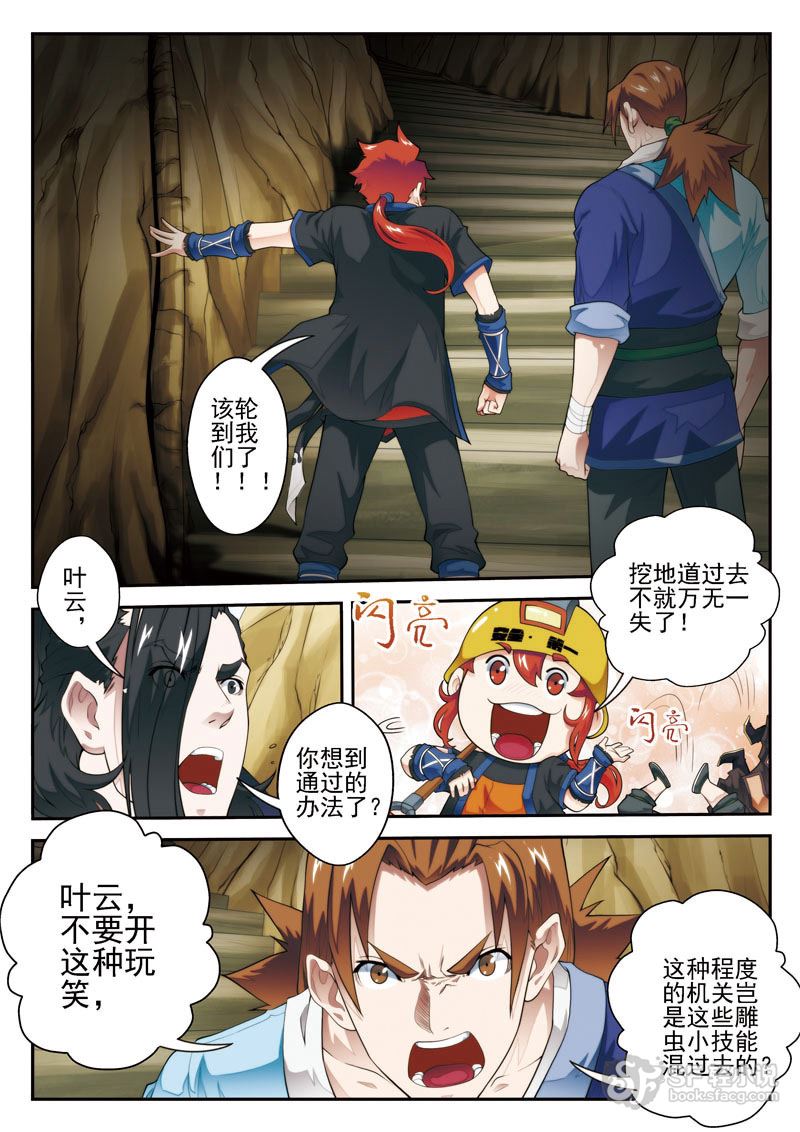 该轮
到我
们了
！！！
叶
云，
你想到
通过的
办法了？
闪亮
安全·第一
闪亮
挖地道过去
不就万无一
失了！
叶云，
不要开
这种玩
笑，
这种程度
的机关岂
是这些雕
虫小技能
混过去的？
SF轻小说
book.sfacg.com